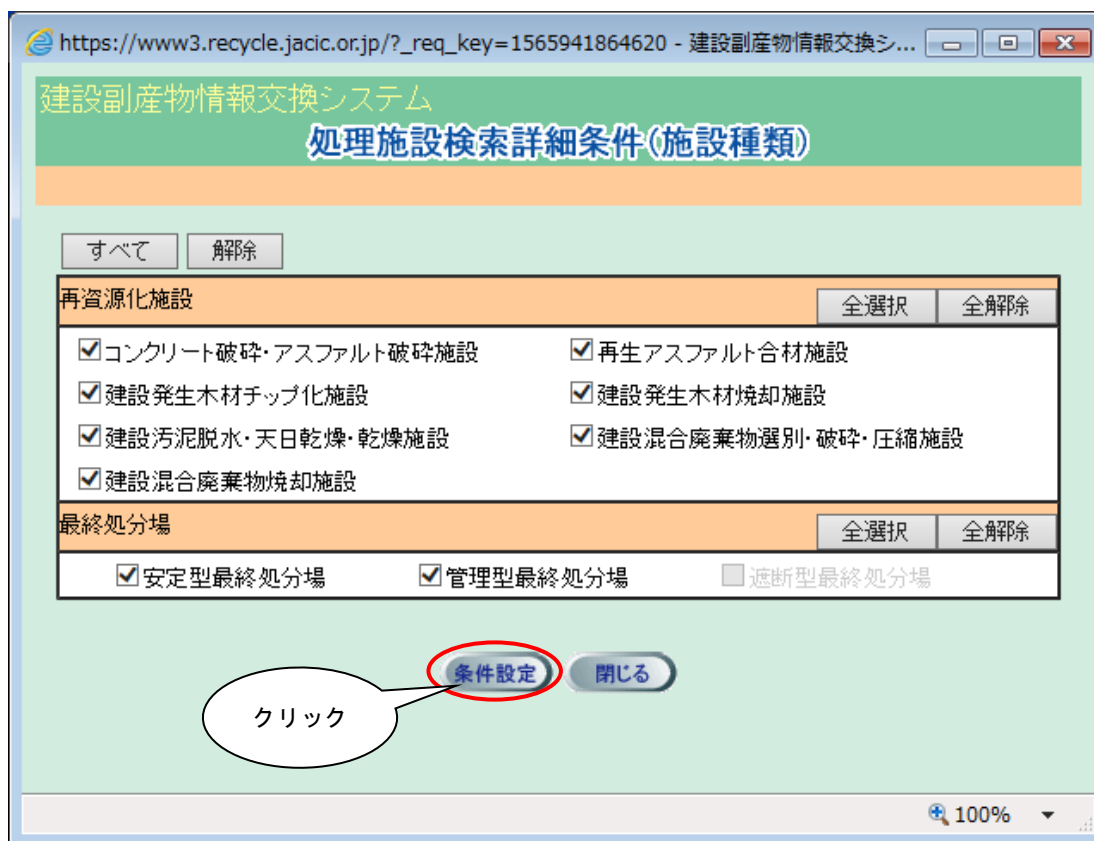 https://www3.recycle.jacic.or.jp/?_req_key=1565941864620 - 建設副産物情報交換シ...
建設副産物情報交換システム
処理施設検索詳細条件(施設種類)
すべて 解除
再資源化施設 全選択 全解除
コンクリート破砕・アスファルト破砕施設 再生アスファルト合材施設
建設発生木材チップ化施設 建設発生木材焼却施設
建設汚泥脱水・天日乾燥・乾燥施設 建設混合廃棄物選別・破砕・圧縮施設
建設混合廃棄物焼却施設
最終処分場 全選択 全解除
安定型最終処分場 管理型最終処分場 遮断型最終処分場
条件設定 閉じる
クリック
100%